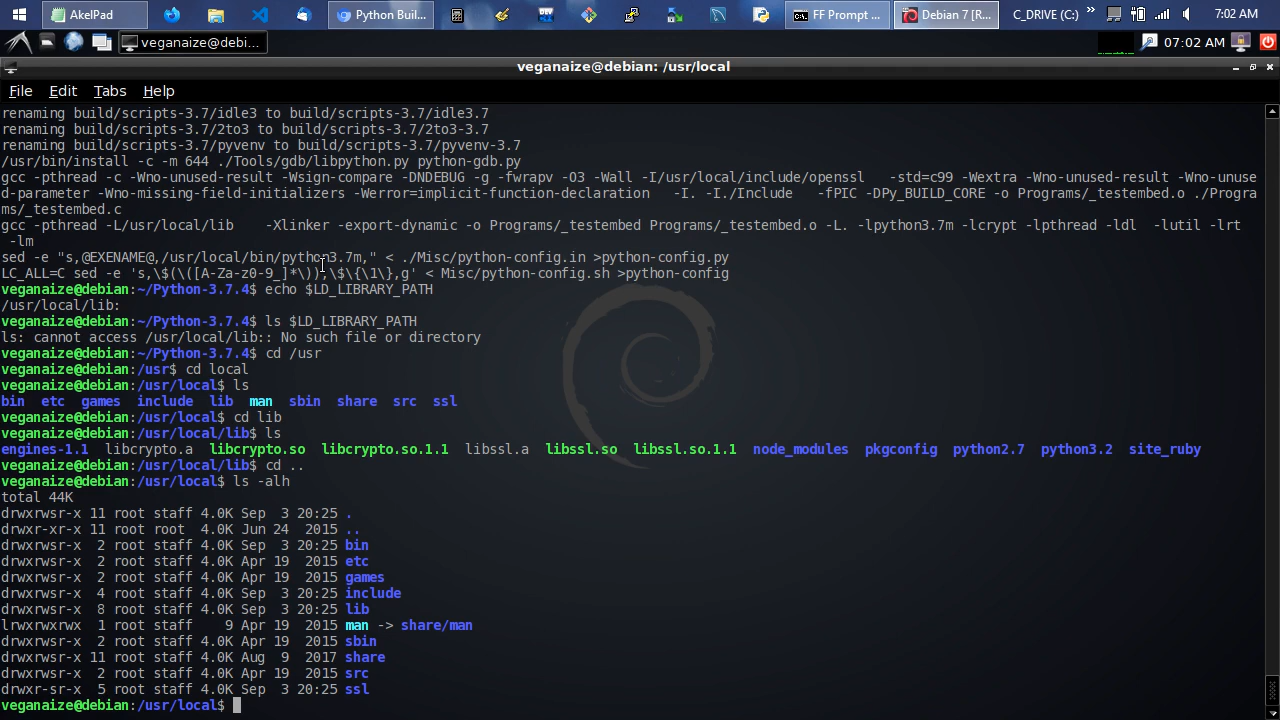 AkelPad
Python Buil...
FF Prompt ...
Debian 7 [R...
C_DRIVE (C:)
7:02 AM
veganaize@debi...
07:02 AM
veganaize@debian: /usr/local
File Edit Tabs Help
renaming build/scripts-3.7/idle3 to build/scripts-3.7/idle3.7
renaming build/scripts-3.7/2to3 to build/scripts-3.7/2to3-3.7
renaming build/scripts-3.7/pyvenv to build/scripts-3.7/pyvenv-3.7
/usr/bin/install -c -m 644 ./Tools/gdb/libpython.py python-gdb.py
gcc -pthread -c -Wno-unused-result -Wsign-compare -DNDEBUG -g -fwrapv -O3 -Wall -I/usr/local/include/openssl   -std=c99 -Wextra -Wno-unused-result -Wno-unuse
d-parameter -Wno-missing-field-initializers -Werror=implicit-function-declaration   -I. -I./Include   -fPIC -DPy_BUILD_CORE -o Programs/_testembed.o ./Progra
ms/_testembed.c
gcc -pthread -L/usr/local/lib    -Xlinker -export-dynamic -o Programs/_testembed Programs/_testembed.o -L. -lpython3.7m -lcrypt -lpthread -ldl  -lutil -lrt
 -lm
sed -e "s,@EXENAME@,/usr/local/bin/python3.7m," < ./Misc/python-config.in >python-config.py
LC_ALL=C sed -e 's,\$(\([A-Za-z0-9_]*\)),\$\{\1\},g' < Misc/python-config.sh >python-config
veganaize@debian:~/Python-3.7.4$ echo $LD_LIBRARY_PATH
/usr/local/lib:
veganaize@debian:~/Python-3.7.4$ ls $LD_LIBRARY_PATH
ls: cannot access /usr/local/lib:: No such file or directory
veganaize@debian:~/Python-3.7.4$ cd /usr
veganaize@debian:/usr$ cd local
veganaize@debian:/usr/local$ ls
bin  etc  games  include  lib  man  sbin  share  src  ssl
veganaize@debian:/usr/local$ cd lib
veganaize@debian:/usr/local/lib$ ls
engines-1.1  libcrypto.a  libcrypto.so  libcrypto.so.1.1  libssl.a  libssl.so  libssl.so.1.1  node_modules  pkgconfig  python2.7  python3.2  site_ruby
veganaize@debian:/usr/local/lib$ cd ..
veganaize@debian:/usr/local$ ls -alh
total 44K
drwxrwsr-x 11 root staff 4.0K Sep  3 20:25 .
drwxr-xr-x 11 root root  4.0K Jun 24  2015 ..
drwxrwsr-x  2 root staff 4.0K Sep  3 20:25 bin
drwxrwsr-x  2 root staff 4.0K Apr 19  2015 etc
drwxrwsr-x  2 root staff 4.0K Apr 19  2015 games
drwxrwsr-x  4 root staff 4.0K Sep  3 20:25 include
drwxrwsr-x  8 root staff 4.0K Sep  3 20:25 lib
lrwxrwxrwx  1 root staff    9 Apr 19  2015 man -> share/man
drwxrwsr-x  2 root staff 4.0K Apr 19  2015 sbin
drwxrwsr-x 11 root staff 4.0K Aug  9  2017 share
drwxrwsr-x  2 root staff 4.0K Apr 19  2015 src
drwxr-sr-x  5 root staff 4.0K Sep  3 20:25 ssl
veganaize@debian:/usr/local$